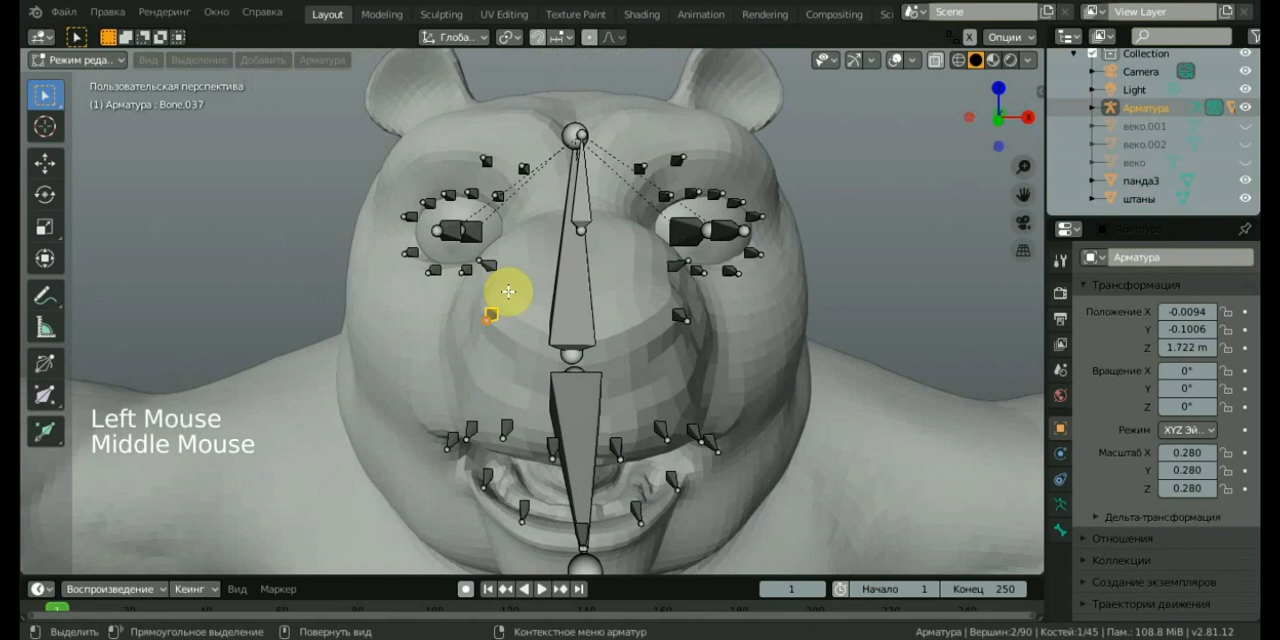 Файл Правка Рендеринг Окно Справка Layout Modeling Sculpting UV Editing Texture Paint Shading Animation Rendering Compositing Sc Scene View Layer
Глоба.. X Опции
Режим реда.. Вид Выделение Добавить Арматура
Пользовательская перспектива
(1) Арматура : Bone.037
X
Collection
Camera
Light
Арматура
веко.001
веко.002
веко
панда3
штаны
Арматура
Арматура
Трансформация
Положение X -0.0094
Y -0.1006
Z 1.722 m
Вращение X 0°
Y 0°
Z 0°
Режим XYZ Эй..
Масштаб X 0.280
Y 0.280
Z 0.280
Дельта-трансформация
Отношения
Коллекции
Создание экземпляров
Траектории движения
Left Mouse
Middle Mouse
Воспроизведение Кеинг Вид Маркер 1 Начало 1 Конец 250
Выделить Прямоугольное выделение Повернуть вид Контекстное меню арматур Арматура | Вершин:2/90 | Костей:1/45 | Пам.: 108.8 MiB | v2.81.12